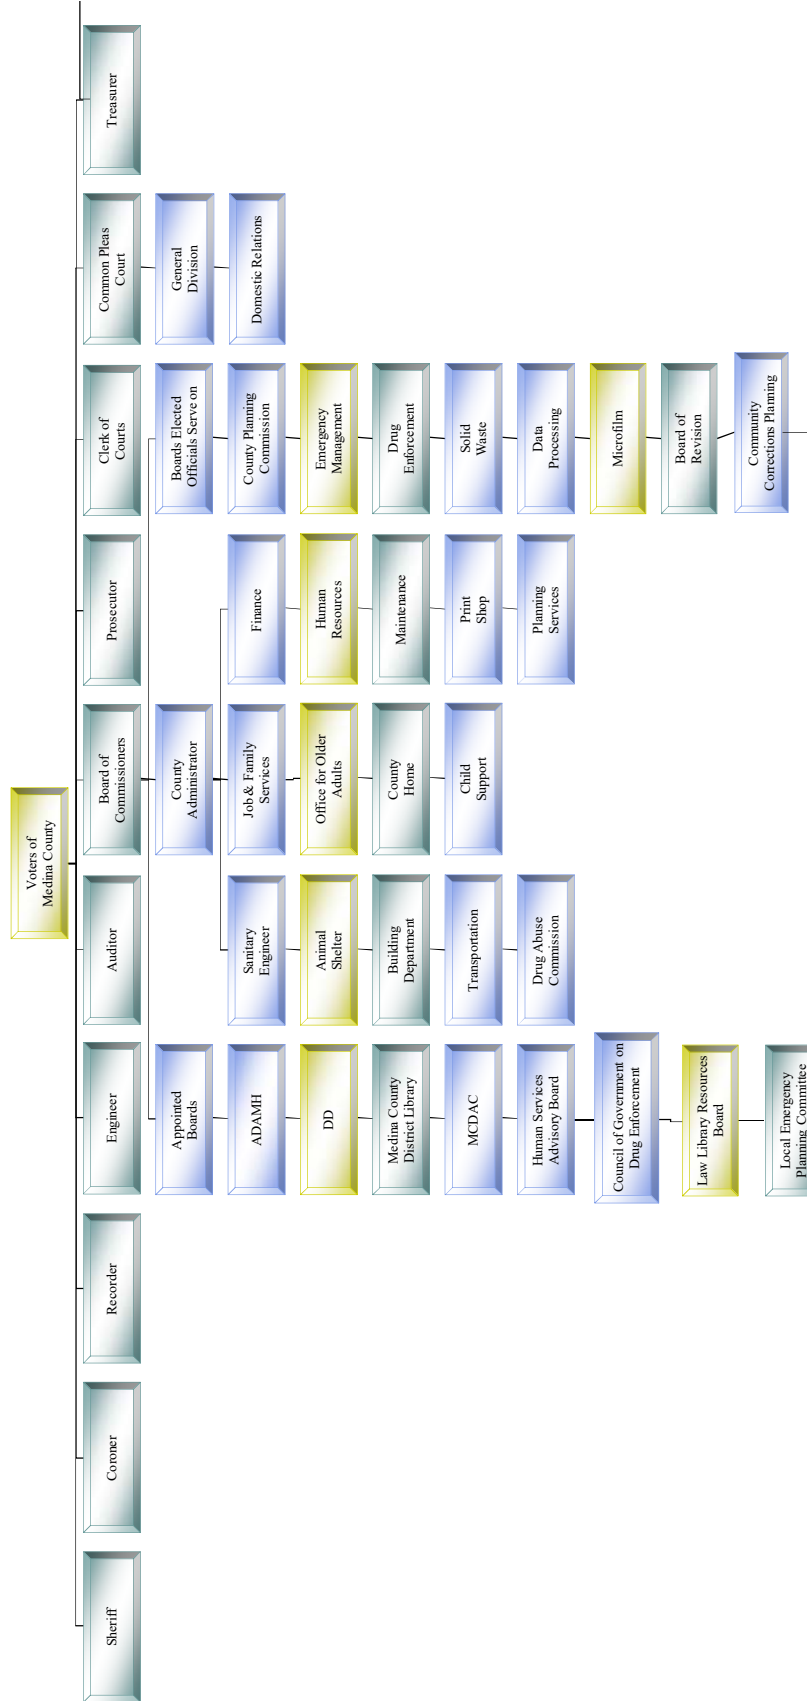 Voters of
Medina County
Sheriff
Coroner
Recorder
Engineer
Auditor
Board of
Commissioners
Prosecutor
Clerk of
Courts
Common Pleas
Court
Treasurer
Appointed
Boards
County
Administrator
Boards Elected
Officials Serve on
General
Division
ADAMH
Sanitary
Engineer
Job & Family
Services
Finance
County Planning
Commission
Domestic Relations
DD
Animal
Shelter
Office for Older
Adults
Human
Resources
Emergency
Management
Medina County
District Library
Building
Department
County
Home
Maintenance
Drug
Enforcement
MCDAC
Transportation
Child
Support
Print
Shop
Solid
Waste
Human Services
Advisory Board
Drug Abuse
Commission
Planning
Services
Data
Processing
Council of Government on
Drug Enforcement
Microfilm
Law Library Resources
Board
Board of
Revision
Local Emergency
Planning Committee
Community
Corrections Planning